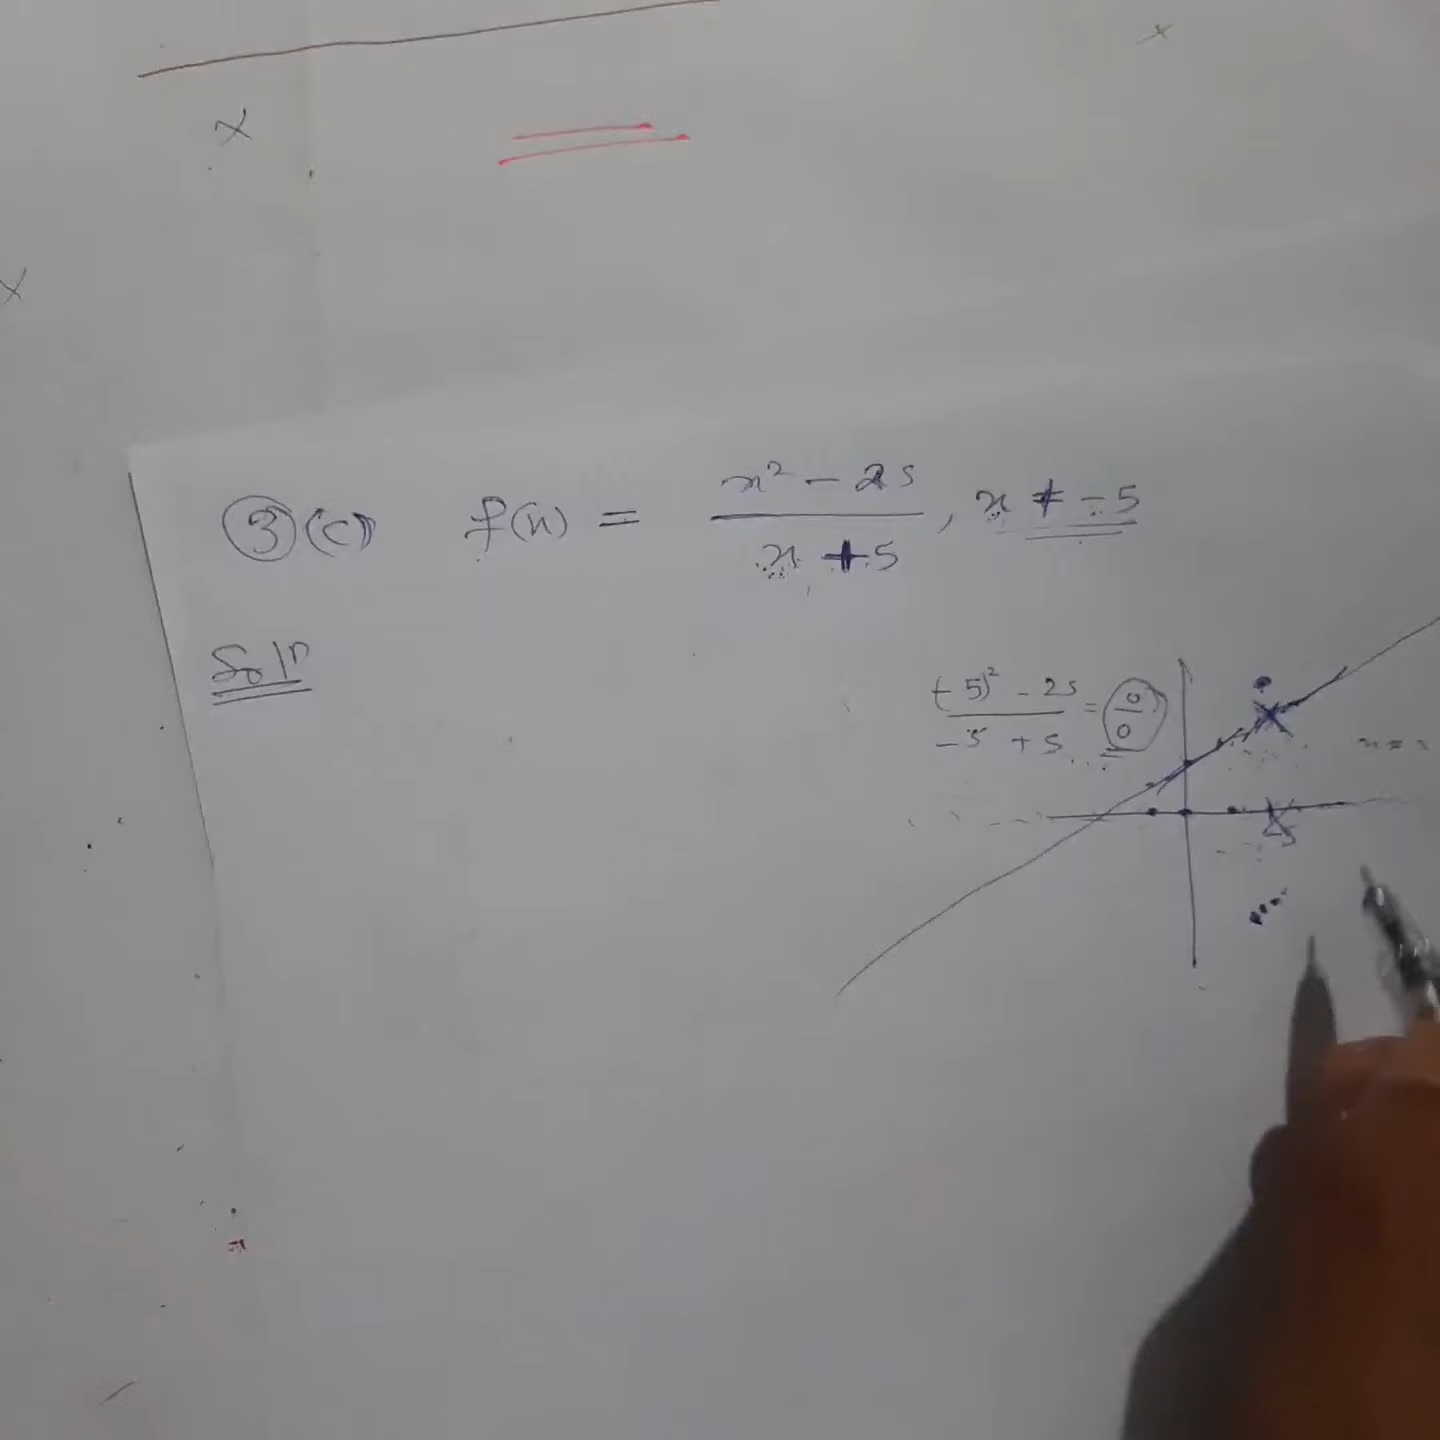 ③(c) f(x) = x² - 25 / x + 5 , x ≠ -5
Soln
(-5)² - 25 / -5 + 5 = 0/0